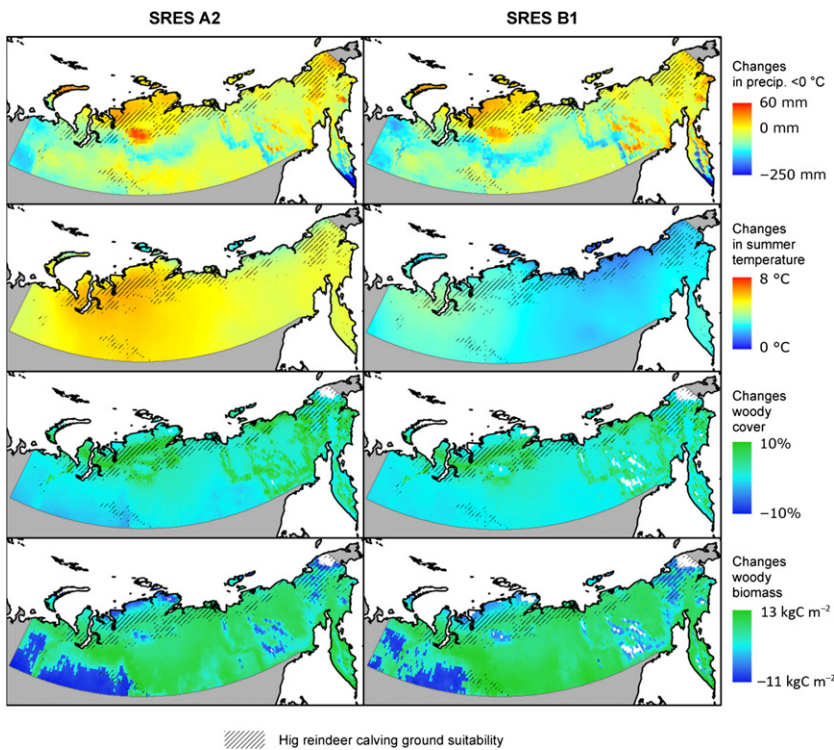 SRES A2
SRES B1
Changes
in precip. <0 °C
60 mm
0 mm
−250 mm
Changes
in summer
temperature
8 °C
0 °C
Changes
woody
cover
10%
−10%
Changes
woody
biomass
13 kgC m⁻²
−11 kgC m⁻²
Hig reindeer calving ground suitability